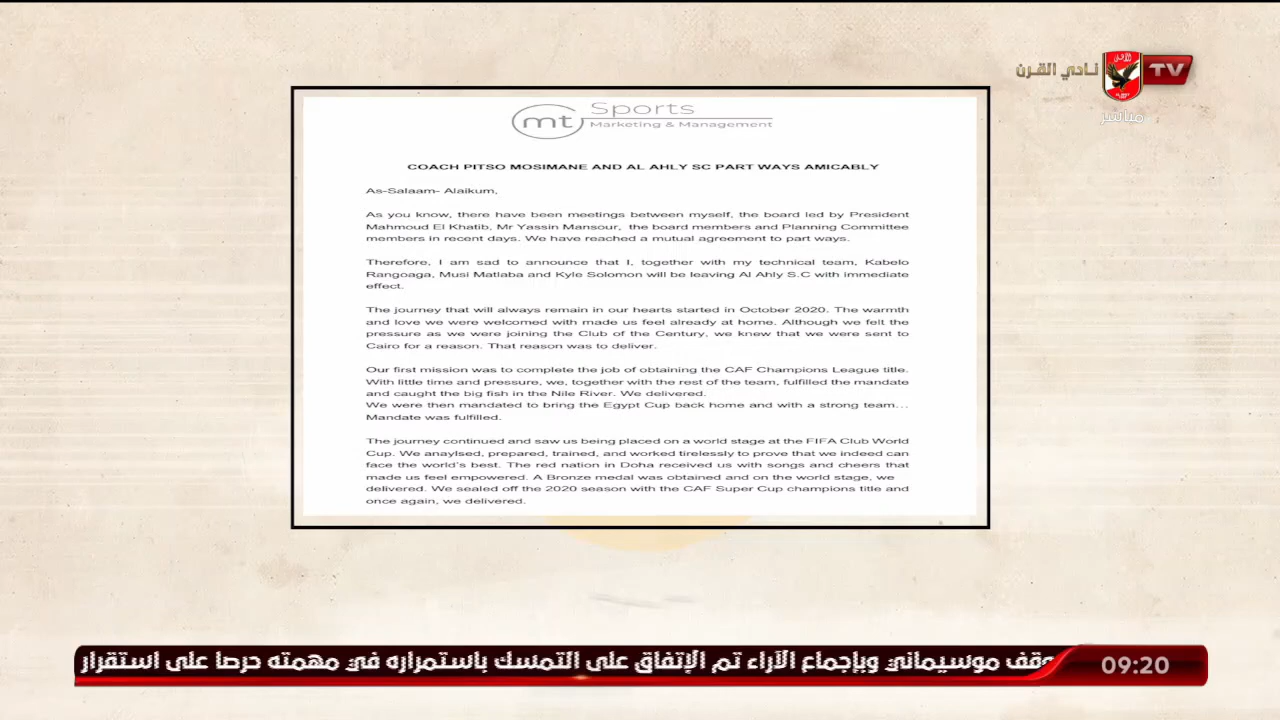 نادي القرن
TV
مباشر
mt Sports
Marketing & Management
COACH PITSO MOSIMANE AND AL AHLY SC PART WAYS AMICABLY
As-Salaam- Alaikum,
As you know, there have been meetings between myself, the board led by President
Mahmoud El Khatib, Mr Yassin Mansour, the board members and Planning Committee
members in recent days. We have reached a mutual agreement to part ways.
Therefore, I am sad to announce that I, together with my technical team, Kabelo
Rangoaga, Musi Matlaba and Kyle Solomon will be leaving Al Ahly S.C with immediate
effect.
The journey that will always remain in our hearts started in October 2020. The warmth
and love we were welcomed with made us feel already at home. Although we felt the
pressure as we were joining the Club of the Century, we knew that we were sent to
Cairo for a reason. That reason was to deliver.
Our first mission was to complete the job of obtaining the CAF Champions League title.
With little time and pressure, we, together with the rest of the team, fulfilled the mandate
and caught the big fish in the Nile River. We delivered.
We were then mandated to bring the Egypt Cup back home and with a strong team…
Mandate was fulfilled.
The journey continued and saw us being placed on a world stage at the FIFA Club World
Cup. We anaylsed, prepared, trained, and worked tirelessly to prove that we indeed can
face the world's best. The red nation in Doha received us with songs and cheers that
made us feel empowered. A Bronze medal was obtained and on the world stage, we
delivered. We sealed off the 2020 season with the CAF Super Cup champions title and
once again, we delivered.
وقف موسيماني وبإجماع الآراء تم الإتفاق على التمسك باستمراره في مهمته حرصا على استقرار
09:20